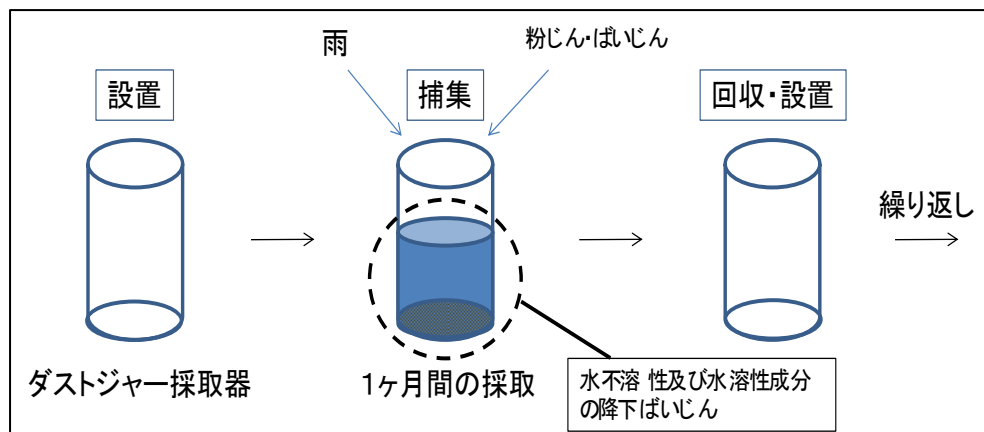 雨
粉じん・ばいじん
設置
捕集
回収・設置
繰り返し
ダストジャー採取器
1ヶ月間の採取
水不溶 性及び水溶性成分
の降下ばいじん